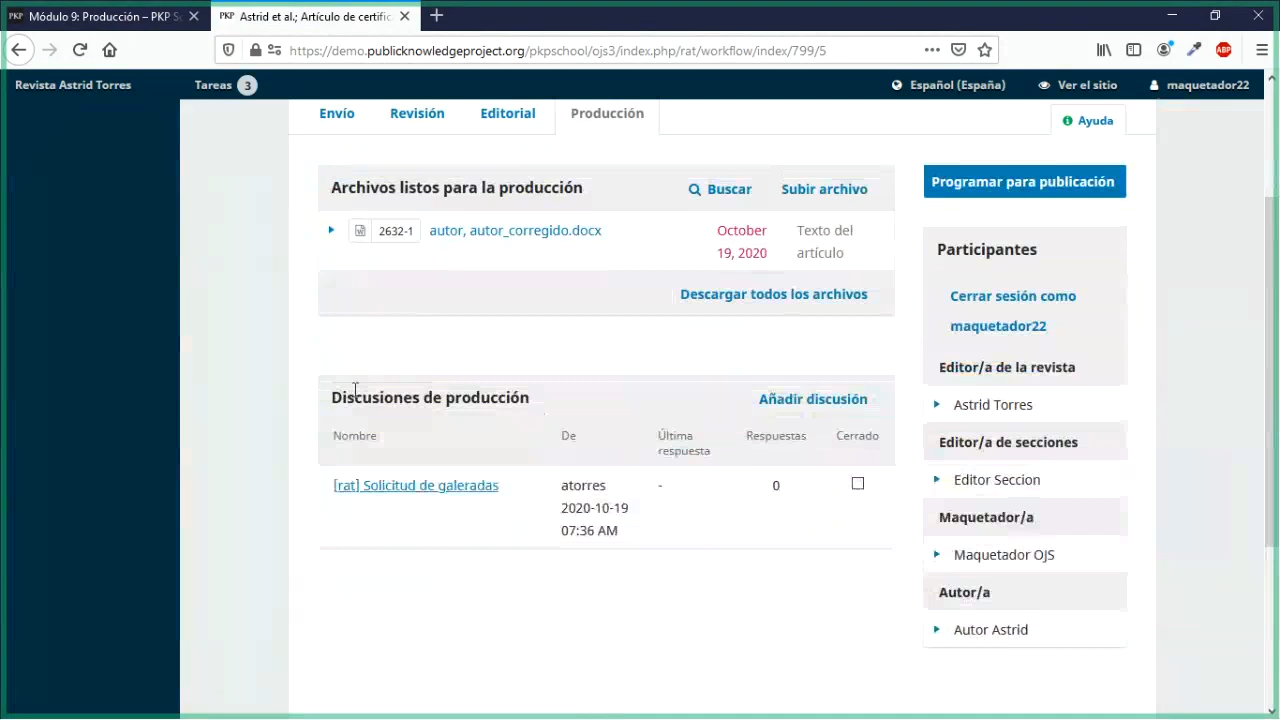 PKP Módulo 9: Producción – PKP S
PKP Astrid et al.; Artículo de certific
https://demo.publicknowledgeproject.org/pkpschool/ojs3/index.php/rat/workflow/index/799/5
ABP
Revista Astrid Torres
Tareas 3
Español (España)
Ver el sitio
maquetador22
Envío
Revisión
Editorial
Producción
Ayuda
Archivos listos para la producción
Buscar
Subir archivo
2632-1
autor, autor_corregido.docx
October
19, 2020
Texto del
artículo
Descargar todos los archivos
Discusiones de producción
Añadir discusión
Nombre
De
Última
respuesta
Respuestas
Cerrado
[rat] Solicitud de galeradas
atorres
2020-10-19
07:36 AM
-
0
Programar para publicación
Participantes
Cerrar sesión como
maquetador22
Editor/a de la revista
Astrid Torres
Editor/a de secciones
Editor Seccion
Maquetador/a
Maquetador OJS
Autor/a
Autor Astrid